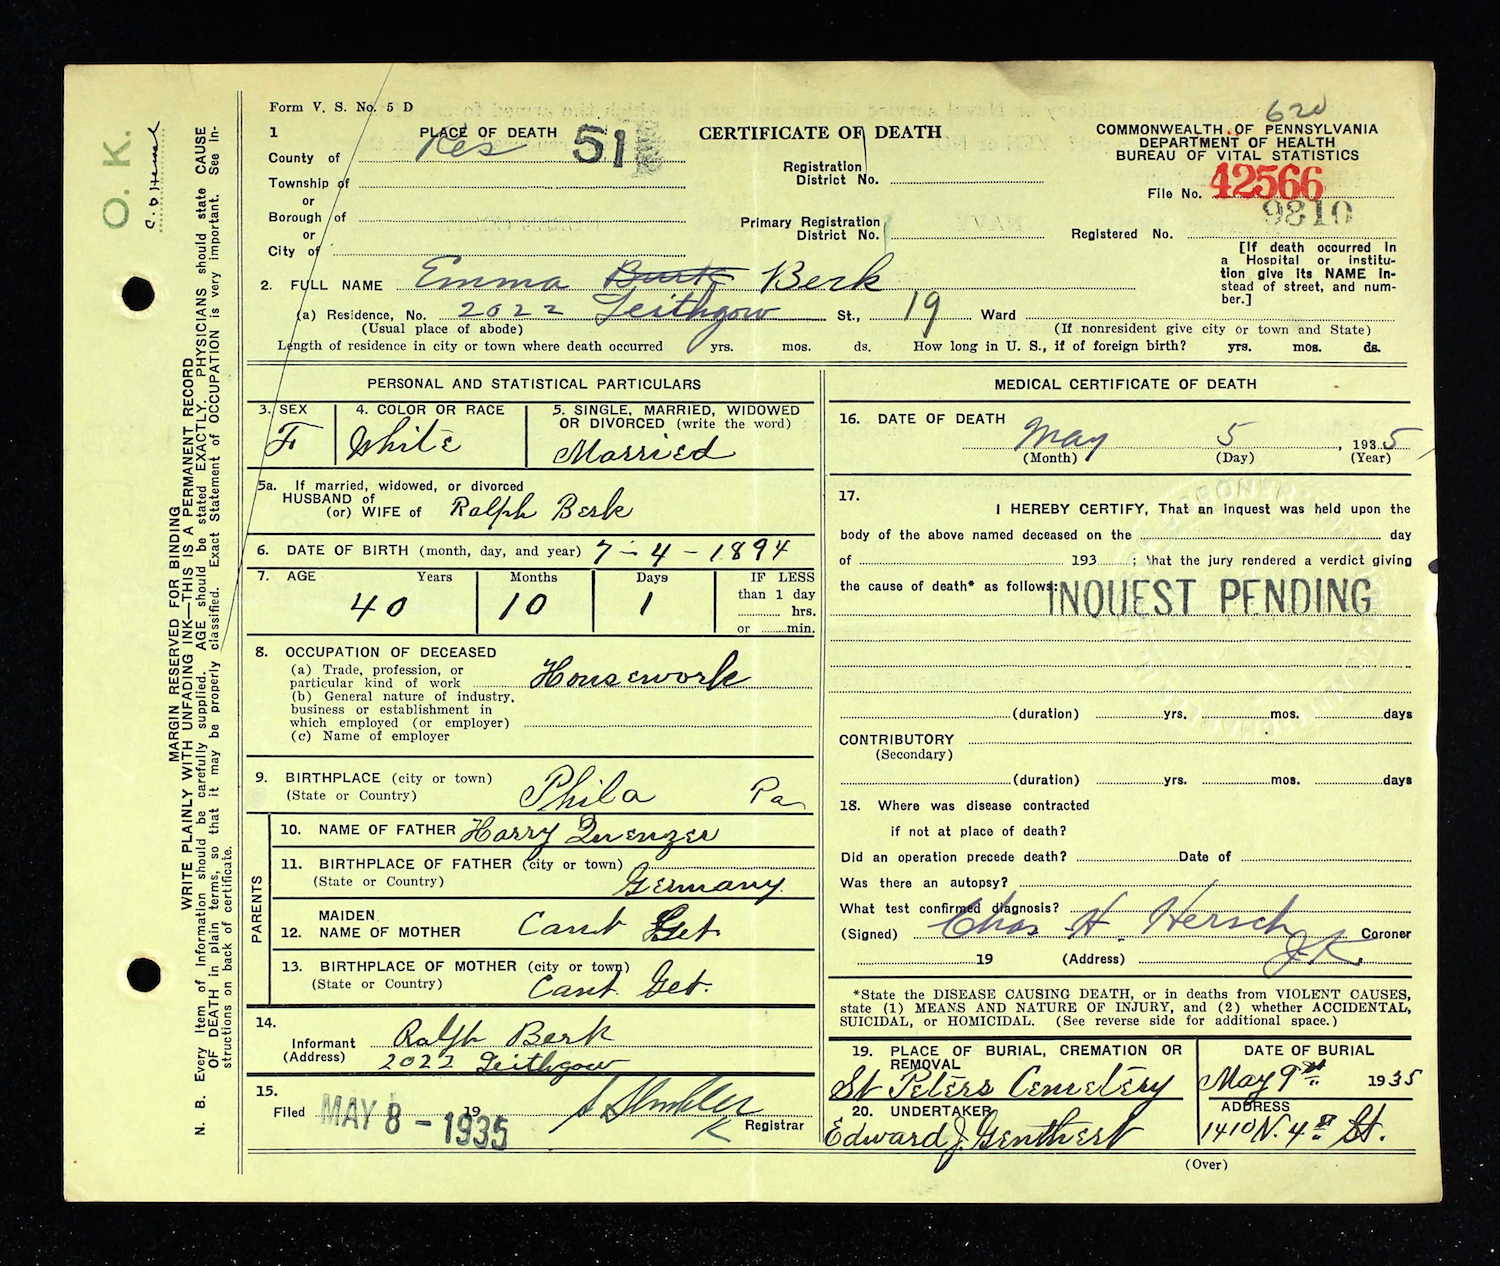 Form V. S. No. 5 D
620
1 PLACE OF DEATH 51
CERTIFICATE OF DEATH
COMMONWEALTH OF PENNSYLVANIA
DEPARTMENT OF HEALTH
BUREAU OF VITAL STATISTICS
County of Res
Township of
or
Borough of
or
City of
Registration
District No.
Primary Registration
District No.
File No. 42566
9810
Registered No.
[If death occurred in
a Hospital or institu-
tion give its NAME in-
stead of street, and num-
ber.]
2. FULL NAME Emma Burk Berk
(a) Residence, No. 2022 Leithgow St., 19 Ward
(Usual place of abode) (If nonresident give city or town and State)
Length of residence in city or town where death occurred yrs. mos. ds. How long in U. S., if of foreign birth? yrs. mos. ds.
PERSONAL AND STATISTICAL PARTICULARS
3. SEX
F
4. COLOR OR RACE
White
5. SINGLE, MARRIED, WIDOWED
OR DIVORCED (write the word)
Married
5a. If married, widowed, or divorced
HUSBAND of
(or) WIFE of Ralph Berk
6. DATE OF BIRTH (month, day, and year) 7-4-1894
7. AGE Years Months Days IF LESS
than 1 day
hrs.
or min.
40 10 1
8. OCCUPATION OF DECEASED
(a) Trade, profession, or
particular kind of work Housework
(b) General nature of industry,
business or establishment in
which employed (or employer)
(c) Name of employer
9. BIRTHPLACE (city or town)
(State or Country) Phila Pa
PARENTS
10. NAME OF FATHER Harry Quenzer
11. BIRTHPLACE OF FATHER (city or town)
(State or Country) Germany
12. MAIDEN
NAME OF MOTHER Cant Get
13. BIRTHPLACE OF MOTHER (city or town)
(State or Country) Cant Get.
14.
Informant Ralph Berk
(Address) 2022 Leithgow
15.
Filed MAY 8 - 1935 19 Registrar
MEDICAL CERTIFICATE OF DEATH
16. DATE OF DEATH
May 5, 1935
(Month) (Day) (Year)
17.
I HEREBY CERTIFY, That an inquest was held upon the
body of the above named deceased on the day
of 193 ; that the jury rendered a verdict giving
the cause of death* as follows:
INQUEST PENDING
(duration) yrs. mos. days
CONTRIBUTORY
(Secondary)
(duration) yrs. mos. days
18. Where was disease contracted
if not at place of death?
Did an operation precede death? Date of
Was there an autopsy?
What test confirmed diagnosis?
(Signed) Chas H. Hersch Coroner
J.K.
19 (Address)
*State the DISEASE CAUSING DEATH, or in deaths from VIOLENT CAUSES,
state (1) MEANS AND NATURE OF INJURY, and (2) whether ACCIDENTAL,
SUICIDAL, or HOMICIDAL. (See reverse side for additional space.)
19. PLACE OF BURIAL, CREMATION OR
REMOVAL
St Peters Cemetery
DATE OF BURIAL
May 9th 1935
20. UNDERTAKER
Edward J. Genthert
ADDRESS
1410 N. 4th St.
(Over)
O. K.
MARGIN RESERVED FOR BINDING
WRITE PLAINLY WITH UNFADING INK—THIS IS A PERMANENT RECORD
N. B. Every item of information should be carefully supplied. AGE should be stated EXACTLY. PHYSICIANS should state CAUSE
OF DEATH in plain terms, so that it may be properly classified. Exact Statement of OCCUPATION is very important. See in-
structions on back of certificate.